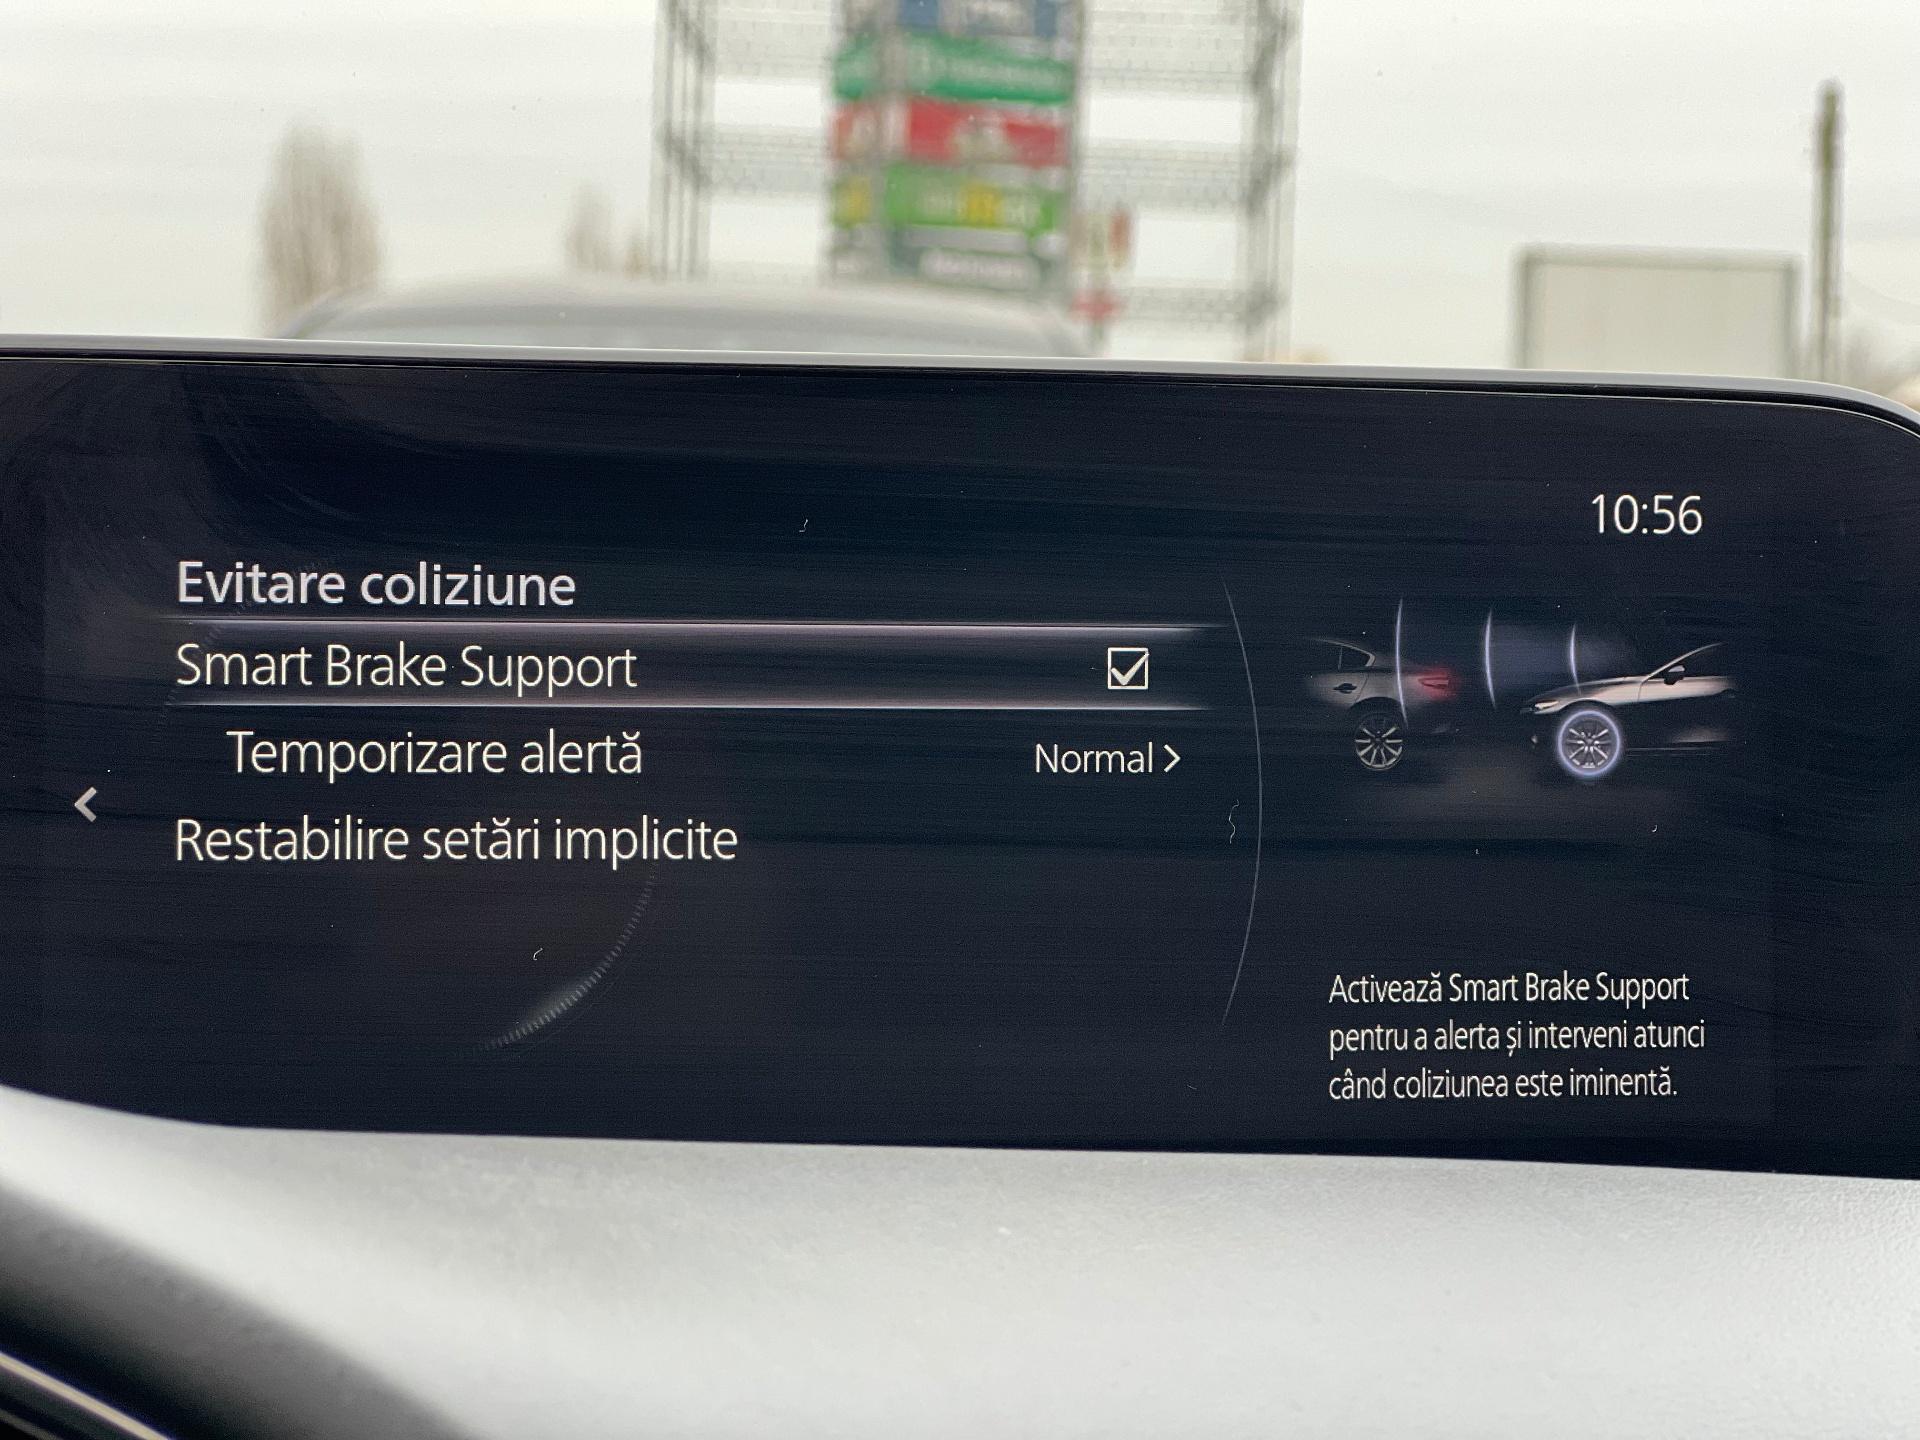 10:56
Evitare coliziune
Smart Brake Support
Temporizare alertă
Normal >
Restabilire setări implicite
Activează Smart Brake Support
pentru a alerta și interveni atunci
când coliziunea este iminentă.